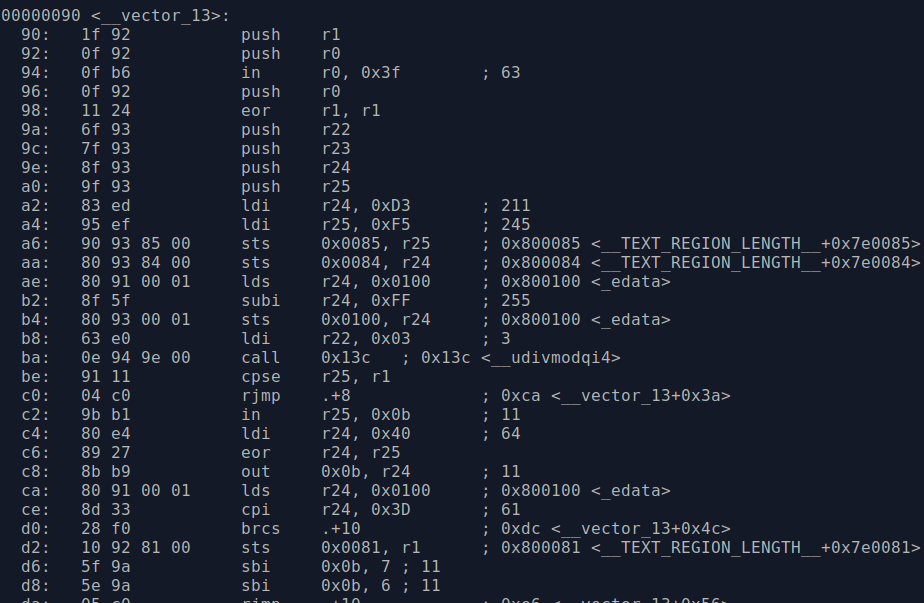 00000090 <__vector_13>:
  90:   1f 92           push    r1
  92:   0f 92           push    r0
  94:   0f b6           in      r0, 0x3f        ; 63
  96:   0f 92           push    r0
  98:   11 24           eor     r1, r1
  9a:   6f 93           push    r22
  9c:   7f 93           push    r23
  9e:   8f 93           push    r24
  a0:   9f 93           push    r25
  a2:   83 ed           ldi     r24, 0xD3       ; 211
  a4:   95 ef           ldi     r25, 0xF5       ; 245
  a6:   90 93 85 00     sts     0x0085, r25     ; 0x800085 <__TEXT_REGION_LENGTH__+0x7e0085>
  aa:   80 93 84 00     sts     0x0084, r24     ; 0x800084 <__TEXT_REGION_LENGTH__+0x7e0084>
  ae:   80 91 00 01     lds     r24, 0x0100     ; 0x800100 <_edata>
  b2:   8f 5f           subi    r24, 0xFF       ; 255
  b4:   80 93 00 01     sts     0x0100, r24     ; 0x800100 <_edata>
  b8:   63 e0           ldi     r22, 0x03       ; 3
  ba:   0e 94 9e 00     call    0x13c   ; 0x13c <__udivmodqi4>
  be:   91 11           cpse    r25, r1
  c0:   04 c0           rjmp    .+8             ; 0xca <__vector_13+0x3a>
  c2:   9b b1           in      r25, 0x0b       ; 11
  c4:   80 e4           ldi     r24, 0x40       ; 64
  c6:   89 27           eor     r24, r25
  c8:   8b b9           out     0x0b, r24       ; 11
  ca:   80 91 00 01     lds     r24, 0x0100     ; 0x800100 <_edata>
  ce:   8d 33           cpi     r24, 0x3D       ; 61
  d0:   28 f0           brcs    .+10            ; 0xdc <__vector_13+0x4c>
  d2:   10 92 81 00     sts     0x0081, r1      ; 0x800081 <__TEXT_REGION_LENGTH__+0x7e0081>
  d6:   5f 9a           sbi     0x0b, 7 ; 11
  d8:   5e 9a           sbi     0x0b, 6 ; 11
  da:   05 c0           rjmp    .+10            ; 0xe6 <__vector_13+0x56>